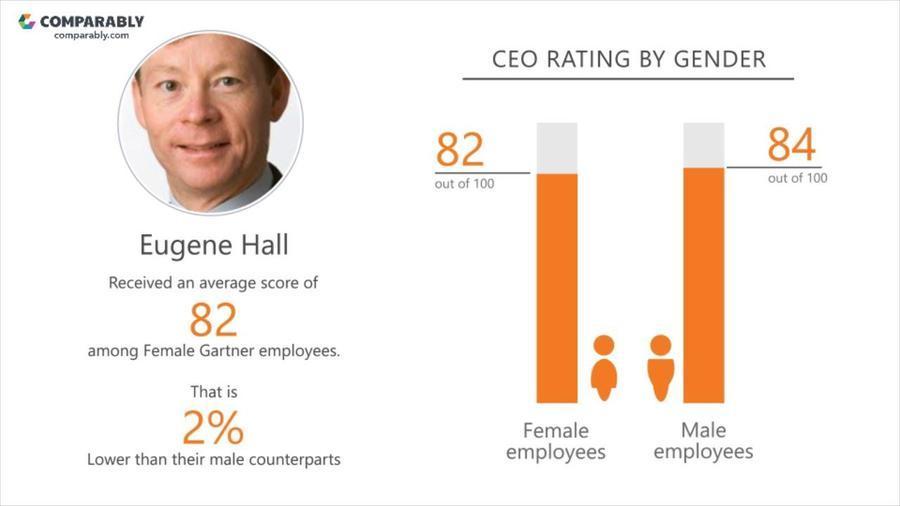 COMPARABLY
comparably.com
Eugene Hall
Received an average score of
82
among Female Gartner employees.
That is
2%
Lower than their male counterparts
CEO RATING BY GENDER
82
out of 100
84
out of 100
Female
employees
Male
employees